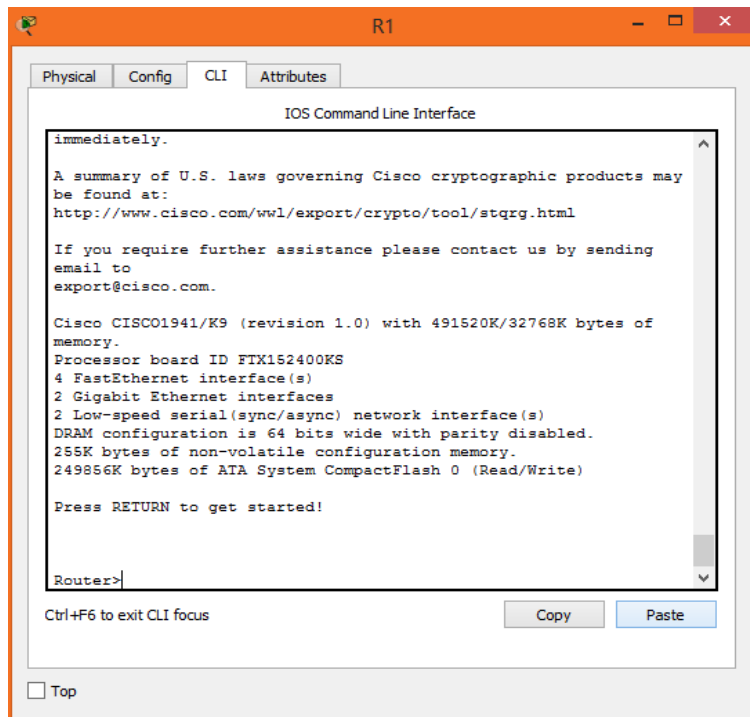 R1
Physical Config CLI Attributes
IOS Command Line Interface
immediately.
A summary of U.S. laws governing Cisco cryptographic products may
be found at:
http://www.cisco.com/wwl/export/crypto/tool/stqrg.html
If you require further assistance please contact us by sending
email to
export@cisco.com.
Cisco CISCO1941/K9 (revision 1.0) with 491520K/32768K bytes of
memory.
Processor board ID FTX152400KS
4 FastEthernet interface(s)
2 Gigabit Ethernet interfaces
2 Low-speed serial(sync/async) network interface(s)
DRAM configuration is 64 bits wide with parity disabled.
255K bytes of non-volatile configuration memory.
249856K bytes of ATA System CompactFlash 0 (Read/Write)
Press RETURN to get started!
Router>
Ctrl+F6 to exit CLI focus Copy Paste
Top